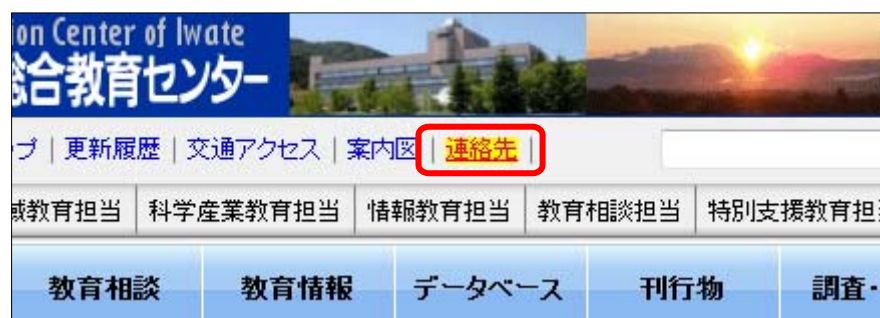 ion Center of Iwate
総合教育センター
ップ | 更新履歴 | 交通アクセス | 案内図 | 連絡先 |
域教育担当 科学産業教育担当 情報教育担当 教育相談担当 特別支援教育担
教育相談 教育情報 データベース 刊行物 調査・